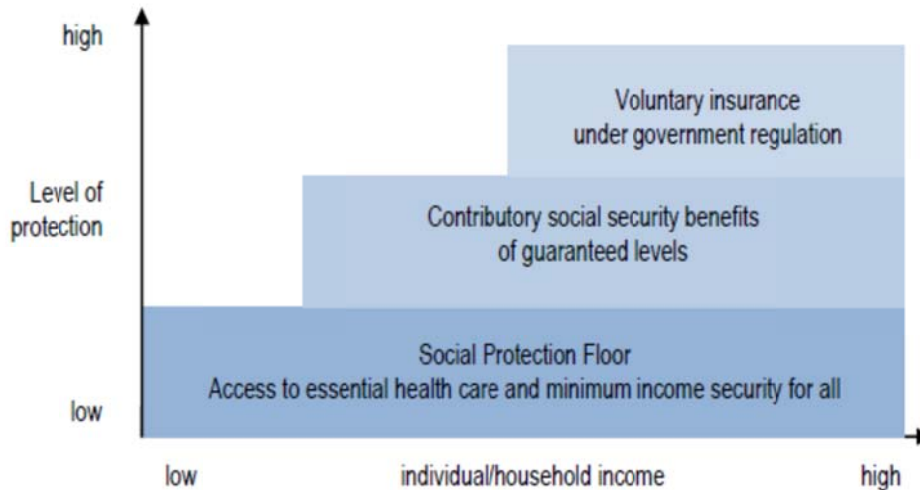 high
Voluntary insurance
under government regulation
Level of
protection
Contributory social security benefits
of guaranteed levels
Social Protection Floor
Access to essential health care and minimum income security for all
low
low
individual/household income
high